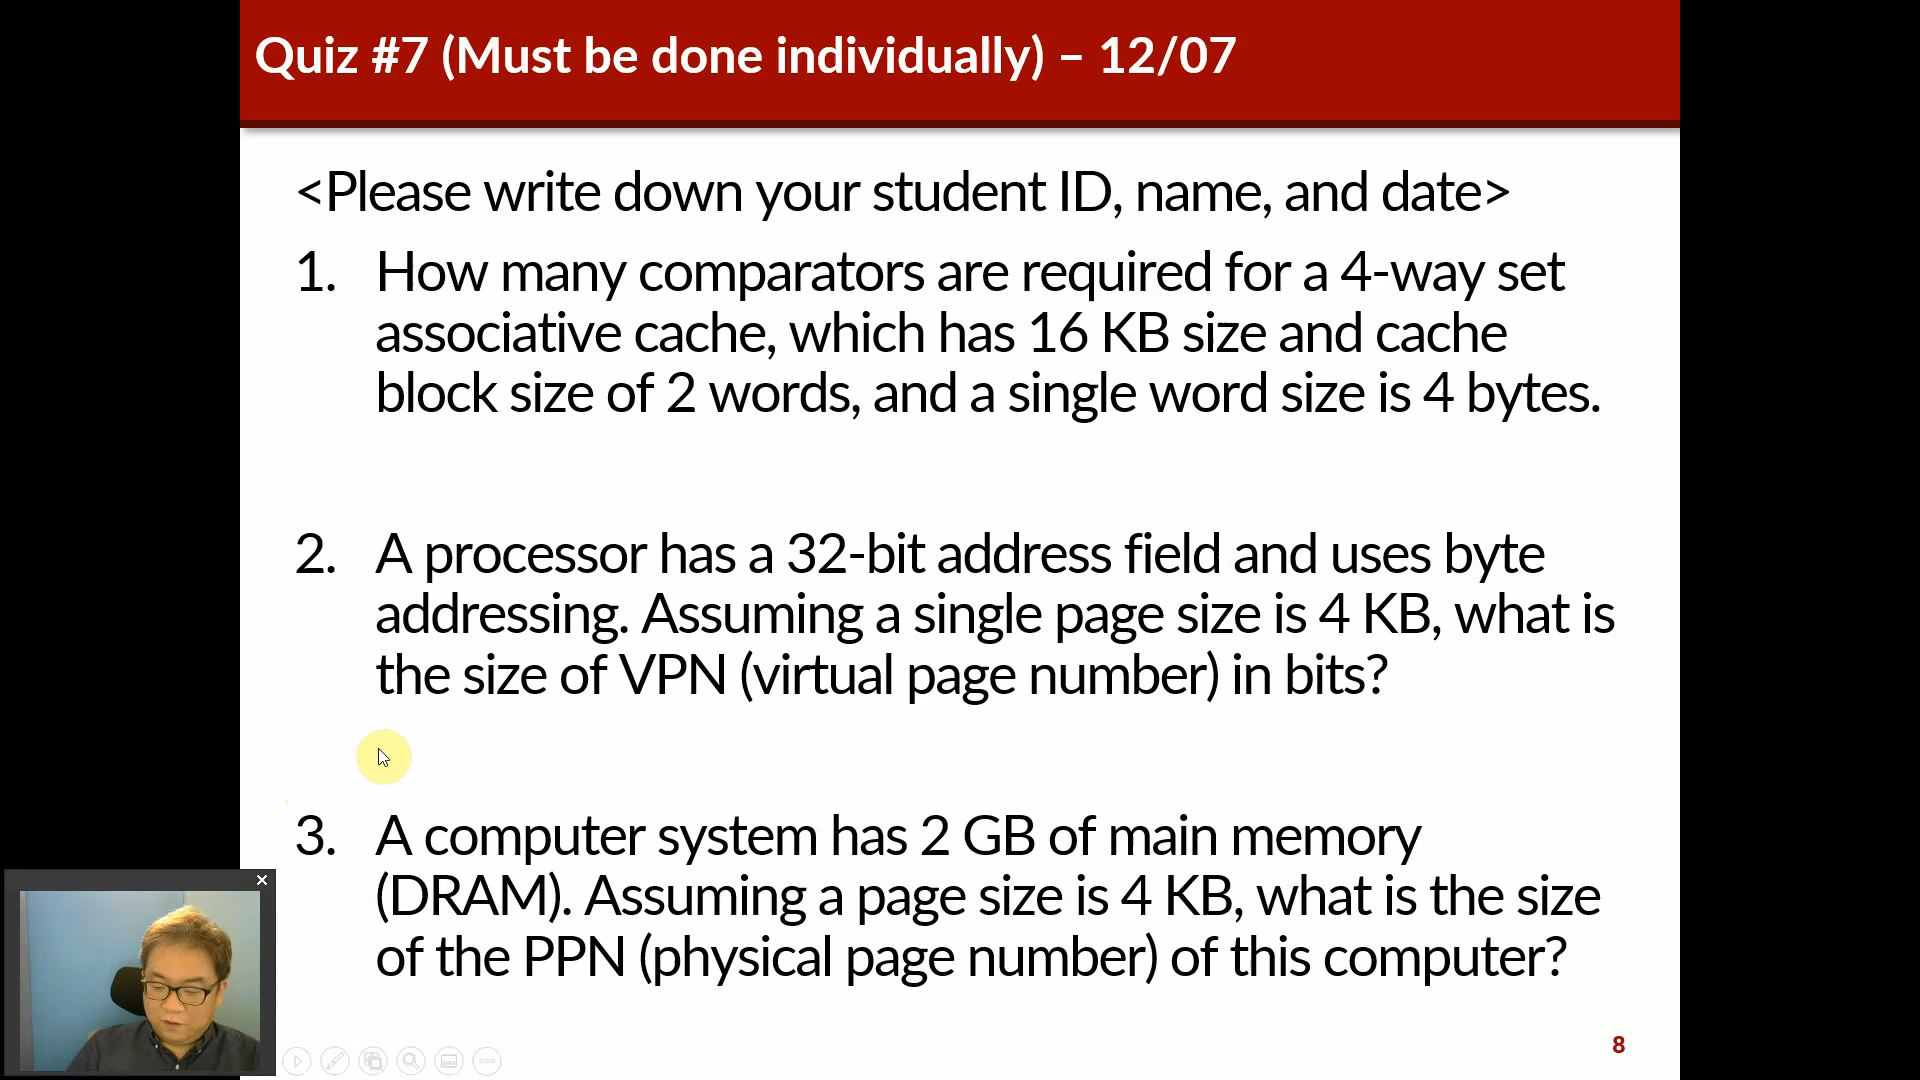 Quiz #7 (Must be done individually) – 12/07
<Please write down your student ID, name, and date>
1. How many comparators are required for a 4-way set
associative cache, which has 16 KB size and cache
block size of 2 words, and a single word size is 4 bytes.
2. A processor has a 32-bit address field and uses byte
addressing. Assuming a single page size is 4 KB, what is
the size of VPN (virtual page number) in bits?
3. A computer system has 2 GB of main memory
(DRAM). Assuming a page size is 4 KB, what is the size
of the PPN (physical page number) of this computer?
8